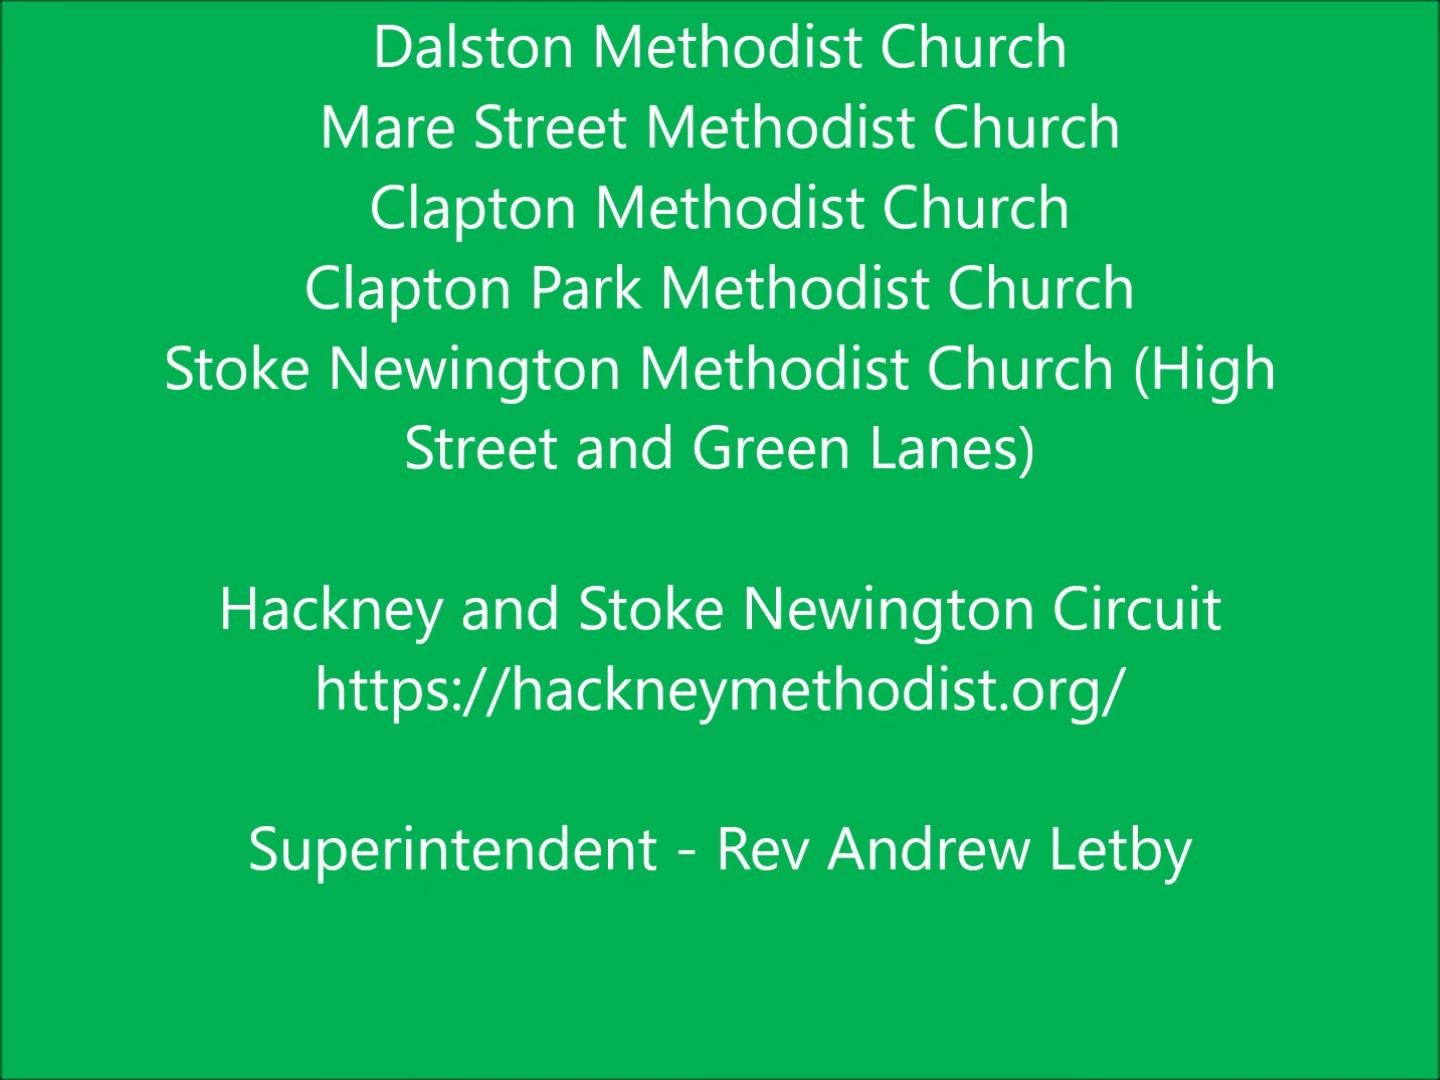 Dalston Methodist Church
Mare Street Methodist Church
Clapton Methodist Church
Clapton Park Methodist Church
Stoke Newington Methodist Church (High
Street and Green Lanes)
Hackney and Stoke Newington Circuit
https://hackneymethodist.org/
Superintendent - Rev Andrew Letby